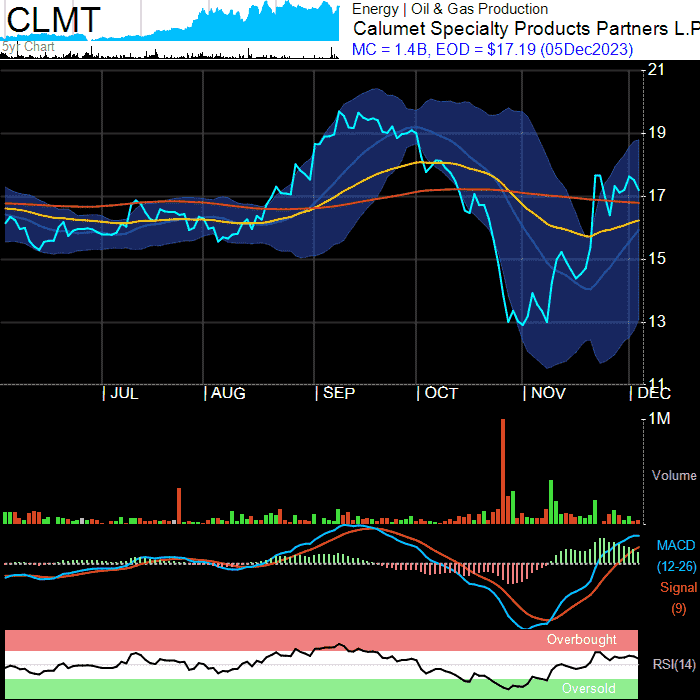 CLMT
5yr Chart
Energy | Oil & Gas Production
Calumet Specialty Products Partners L.P
MC = 1.4B, EOD = $17.19 (05Dec2023)
21
19
17
15
13
11
JUL AUG SEP OCT NOV DEC
1M
Volume
MACD
(12-26)
Signal
(9)
Overbought
RSI(14)
Oversold